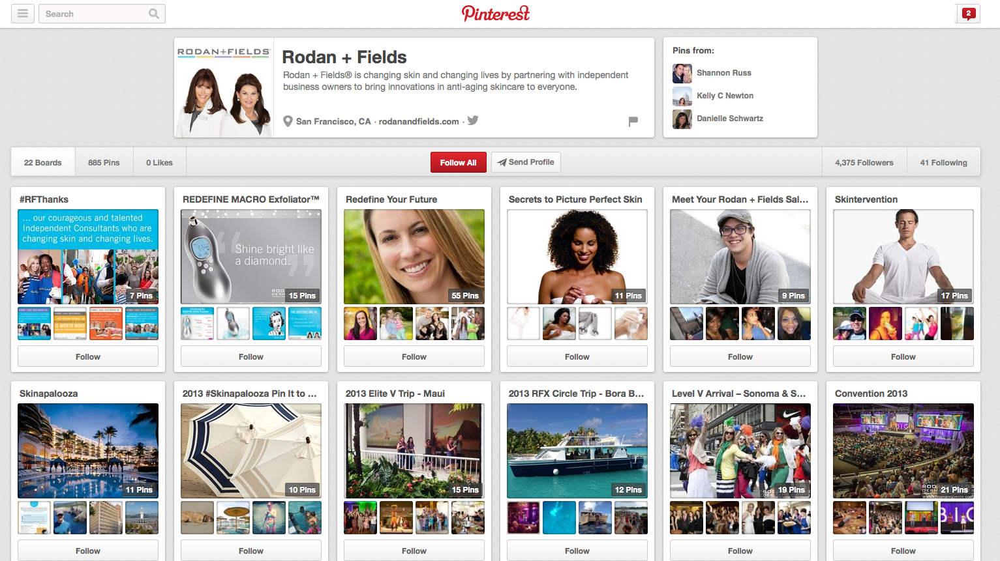 Search
Pinterest
2
RODAN+FIELDS
Rodan + Fields
Rodan + Fields® is changing skin and changing lives by partnering with independent
business owners to bring innovations in anti-aging skincare to everyone.
San Francisco, CA · rodanandfields.com ·
Pins from:
Shannon Russ
Kelly C Newton
Danielle Schwartz
22 Boards
885 Pins
0 Likes
Follow All
Send Profile
4,375 Followers
41 Following
#RFThanks
... our courageous and talented
Independent Consultants who are
changing skin and changing lives.
7 Pins
Follow
REDEFINE MACRO Exfoliator™
Shine bright like
a diamond.
15 Pins
Follow
Redefine Your Future
55 Pins
Follow
Secrets to Picture Perfect Skin
11 Pins
Follow
Meet Your Rodan + Fields Sal...
9 Pins
Follow
Skintervention
17 Pins
Follow
Skinapalooza
11 Pins
Follow
2013 #Skinapalooza Pin It to ...
10 Pins
Follow
2013 Elite V Trip - Maui
15 Pins
Follow
2013 RFX Circle Trip - Bora B...
12 Pins
Follow
Level V Arrival – Sonoma & S...
19 Pins
Follow
Convention 2013
BIG
21 Pins
BIG
Follow